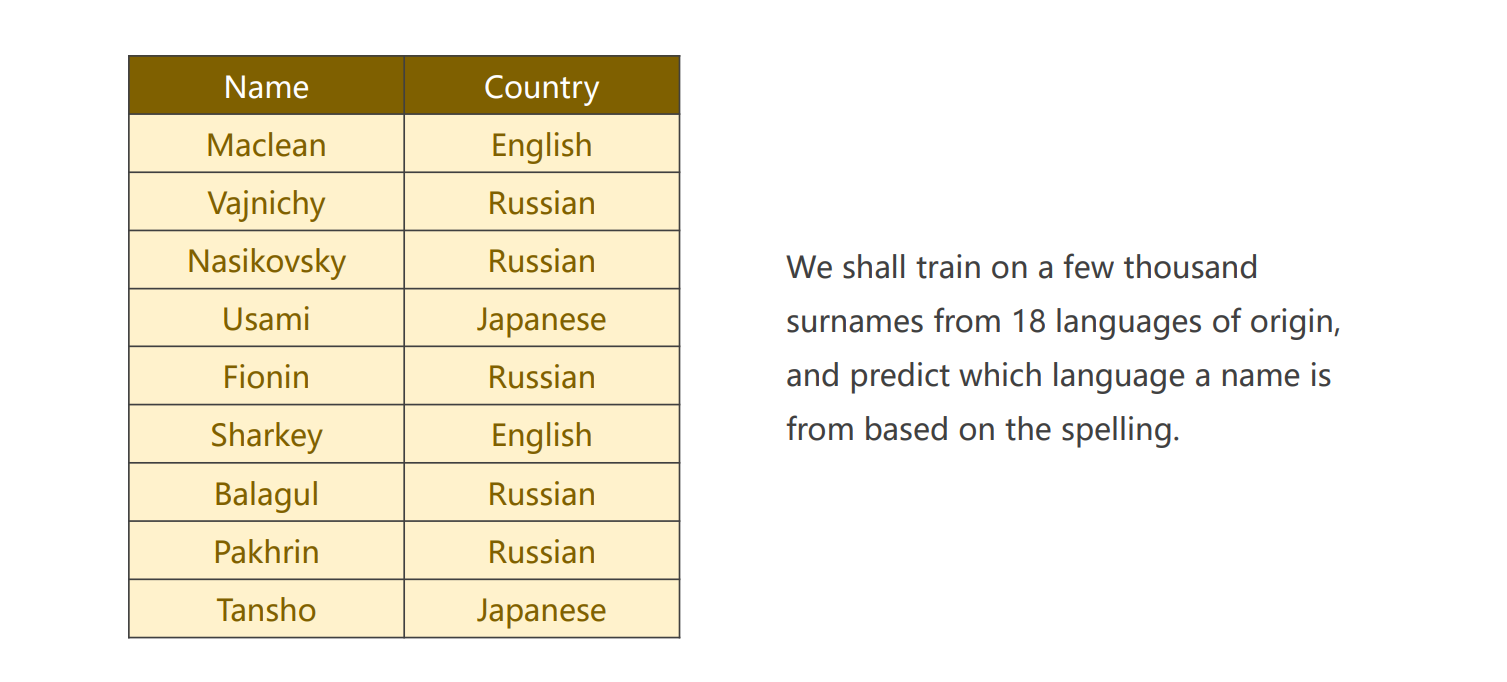 Name Country
Maclean English
Vajnichy Russian
Nasikovsky Russian
Usami Japanese
Fionin Russian
Sharkey English
Balagul Russian
Pakhrin Russian
Tansho Japanese
We shall train on a few thousand
surnames from 18 languages of origin,
and predict which language a name is
from based on the spelling.